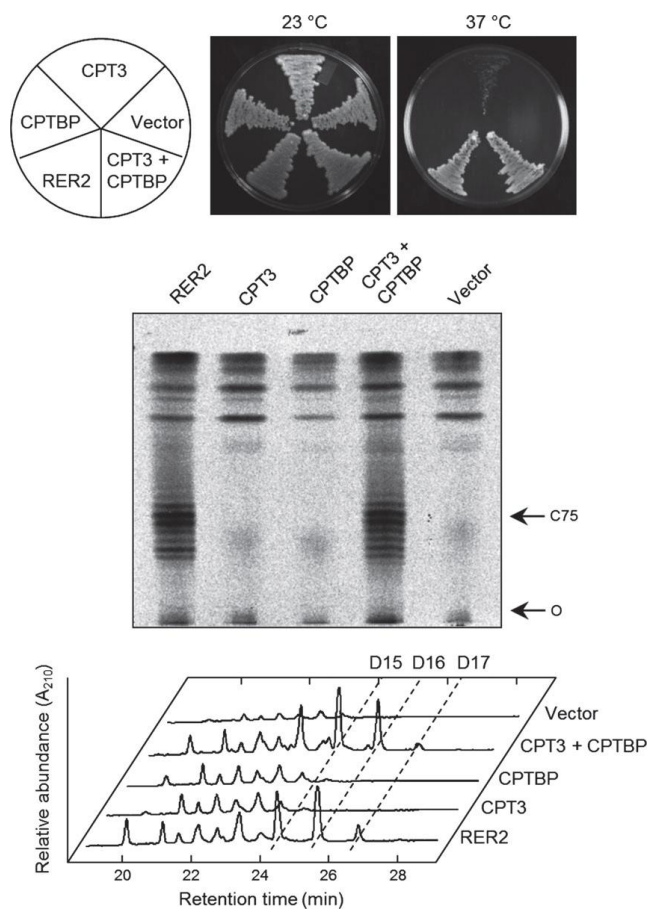 23 °C
37 °C
CPT3
CPTBP
Vector
RER2
CPT3 +
CPTBP
RER2
CPT3
CPTBP
CPT3 +
CPTBP
Vector
C75
O
Relative abundance (A₂₁₀)
D15
D16
D17
Vector
CPT3 + CPTBP
CPTBP
CPT3
RER2
20
22
24
26
28
Retention time (min)